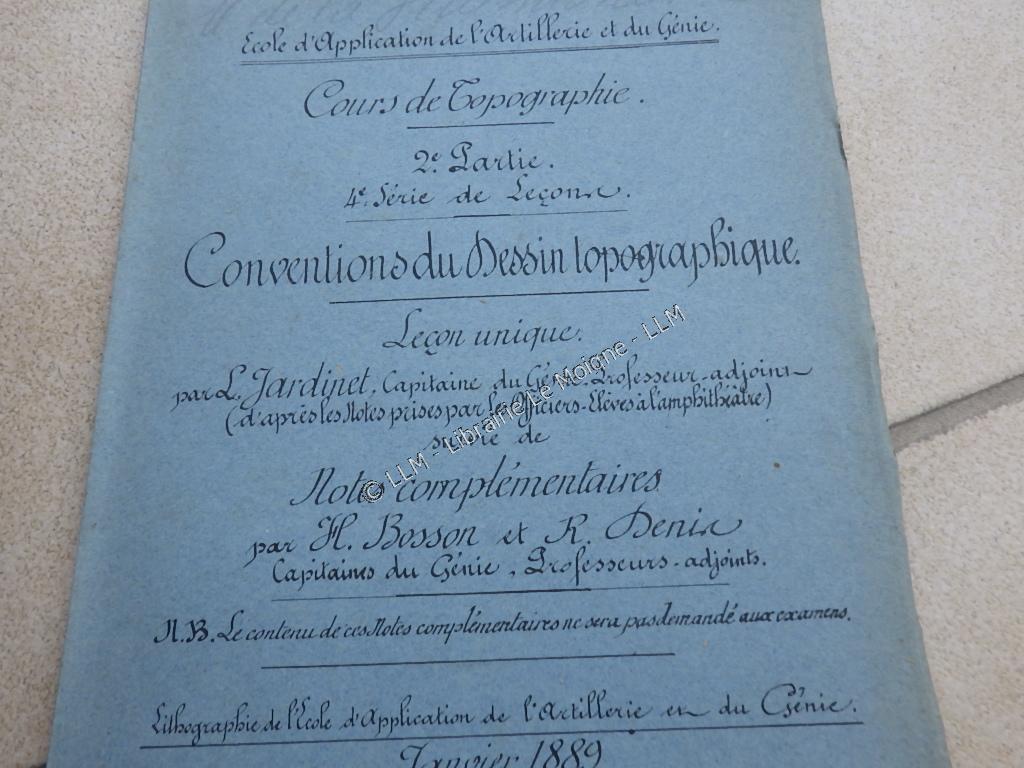 Ecole d'Application de l'Artillerie et du Génie.
Cours de Topographie.
2e. Partie.
4e. Série de Leçons.
Conventions du Dessin topographique.
Leçon unique.
par L. Jardinet, Capitaine du Génie, Professeur-adjoint
(d'après les Notes prises par les Officiers-Elèves à l'amphithéâtre)
suivie de
Notes complémentaires
par H. Bosson et R. Denis
Capitaines du Génie, Professeurs-adjoints.
N.B. Le contenu de ces Notes complémentaires ne sera pas demandé aux examens.
Lithographie de l'Ecole d'Application de l'Artillerie et du Génie.
Janvier 1889
© LLM - Librairie Le Moigne - LLM